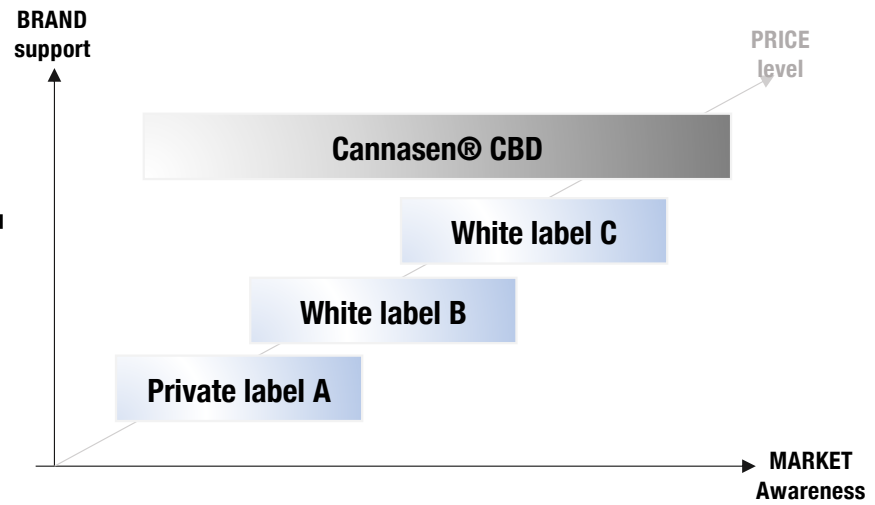 BRAND
support
PRICE
level
Cannasen® CBD
White label C
White label B
Private label A
MARKET
Awareness